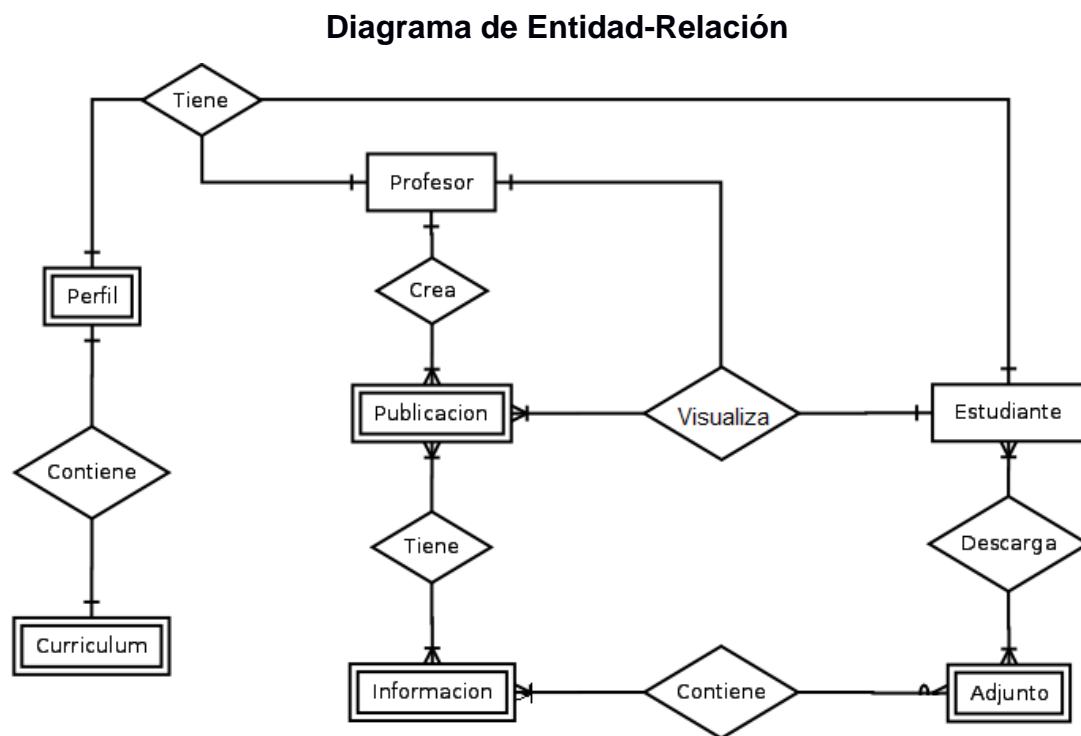 Diagrama de Entidad-Relación
Tiene
Profesor
Perfil
Crea
Publicacion
Visualiza
Estudiante
Contiene
Tiene
Descarga
Curriculum
Informacion
Contiene
Adjunto